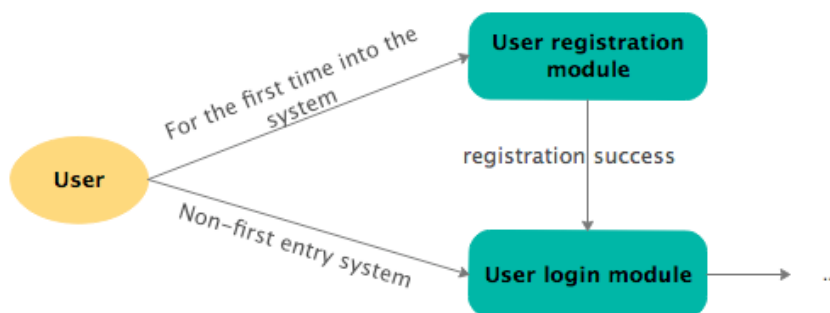 User registration
module
For the first time into the
system
registration success
User
Non-first entry system
User login module
..